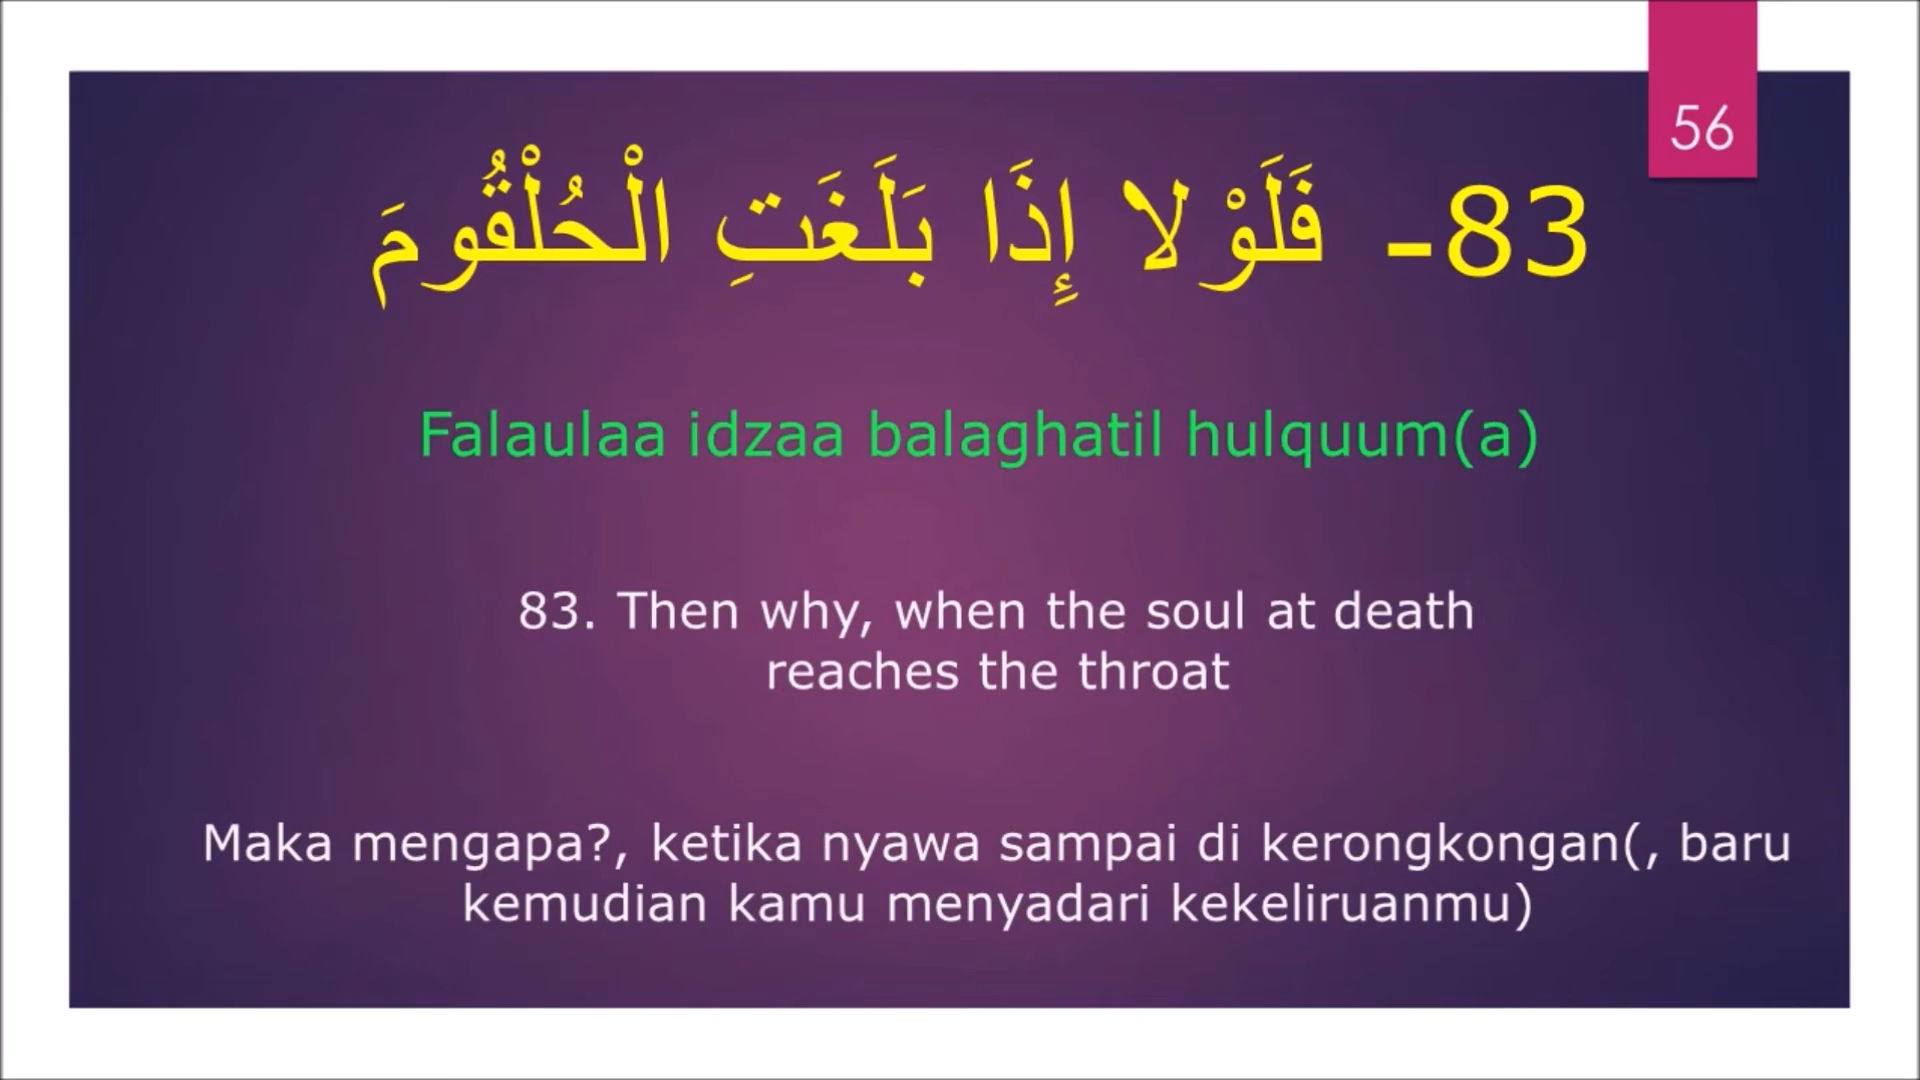 56
83- فَلَوْلا إِذَا بَلَغَتِ الْحُلْقُومَ
Falaulaa idzaa balaghatil hulquum(a)
83. Then why, when the soul at death
reaches the throat
Maka mengapa?, ketika nyawa sampai di kerongkongan(, baru
kemudian kamu menyadari kekeliruanmu)